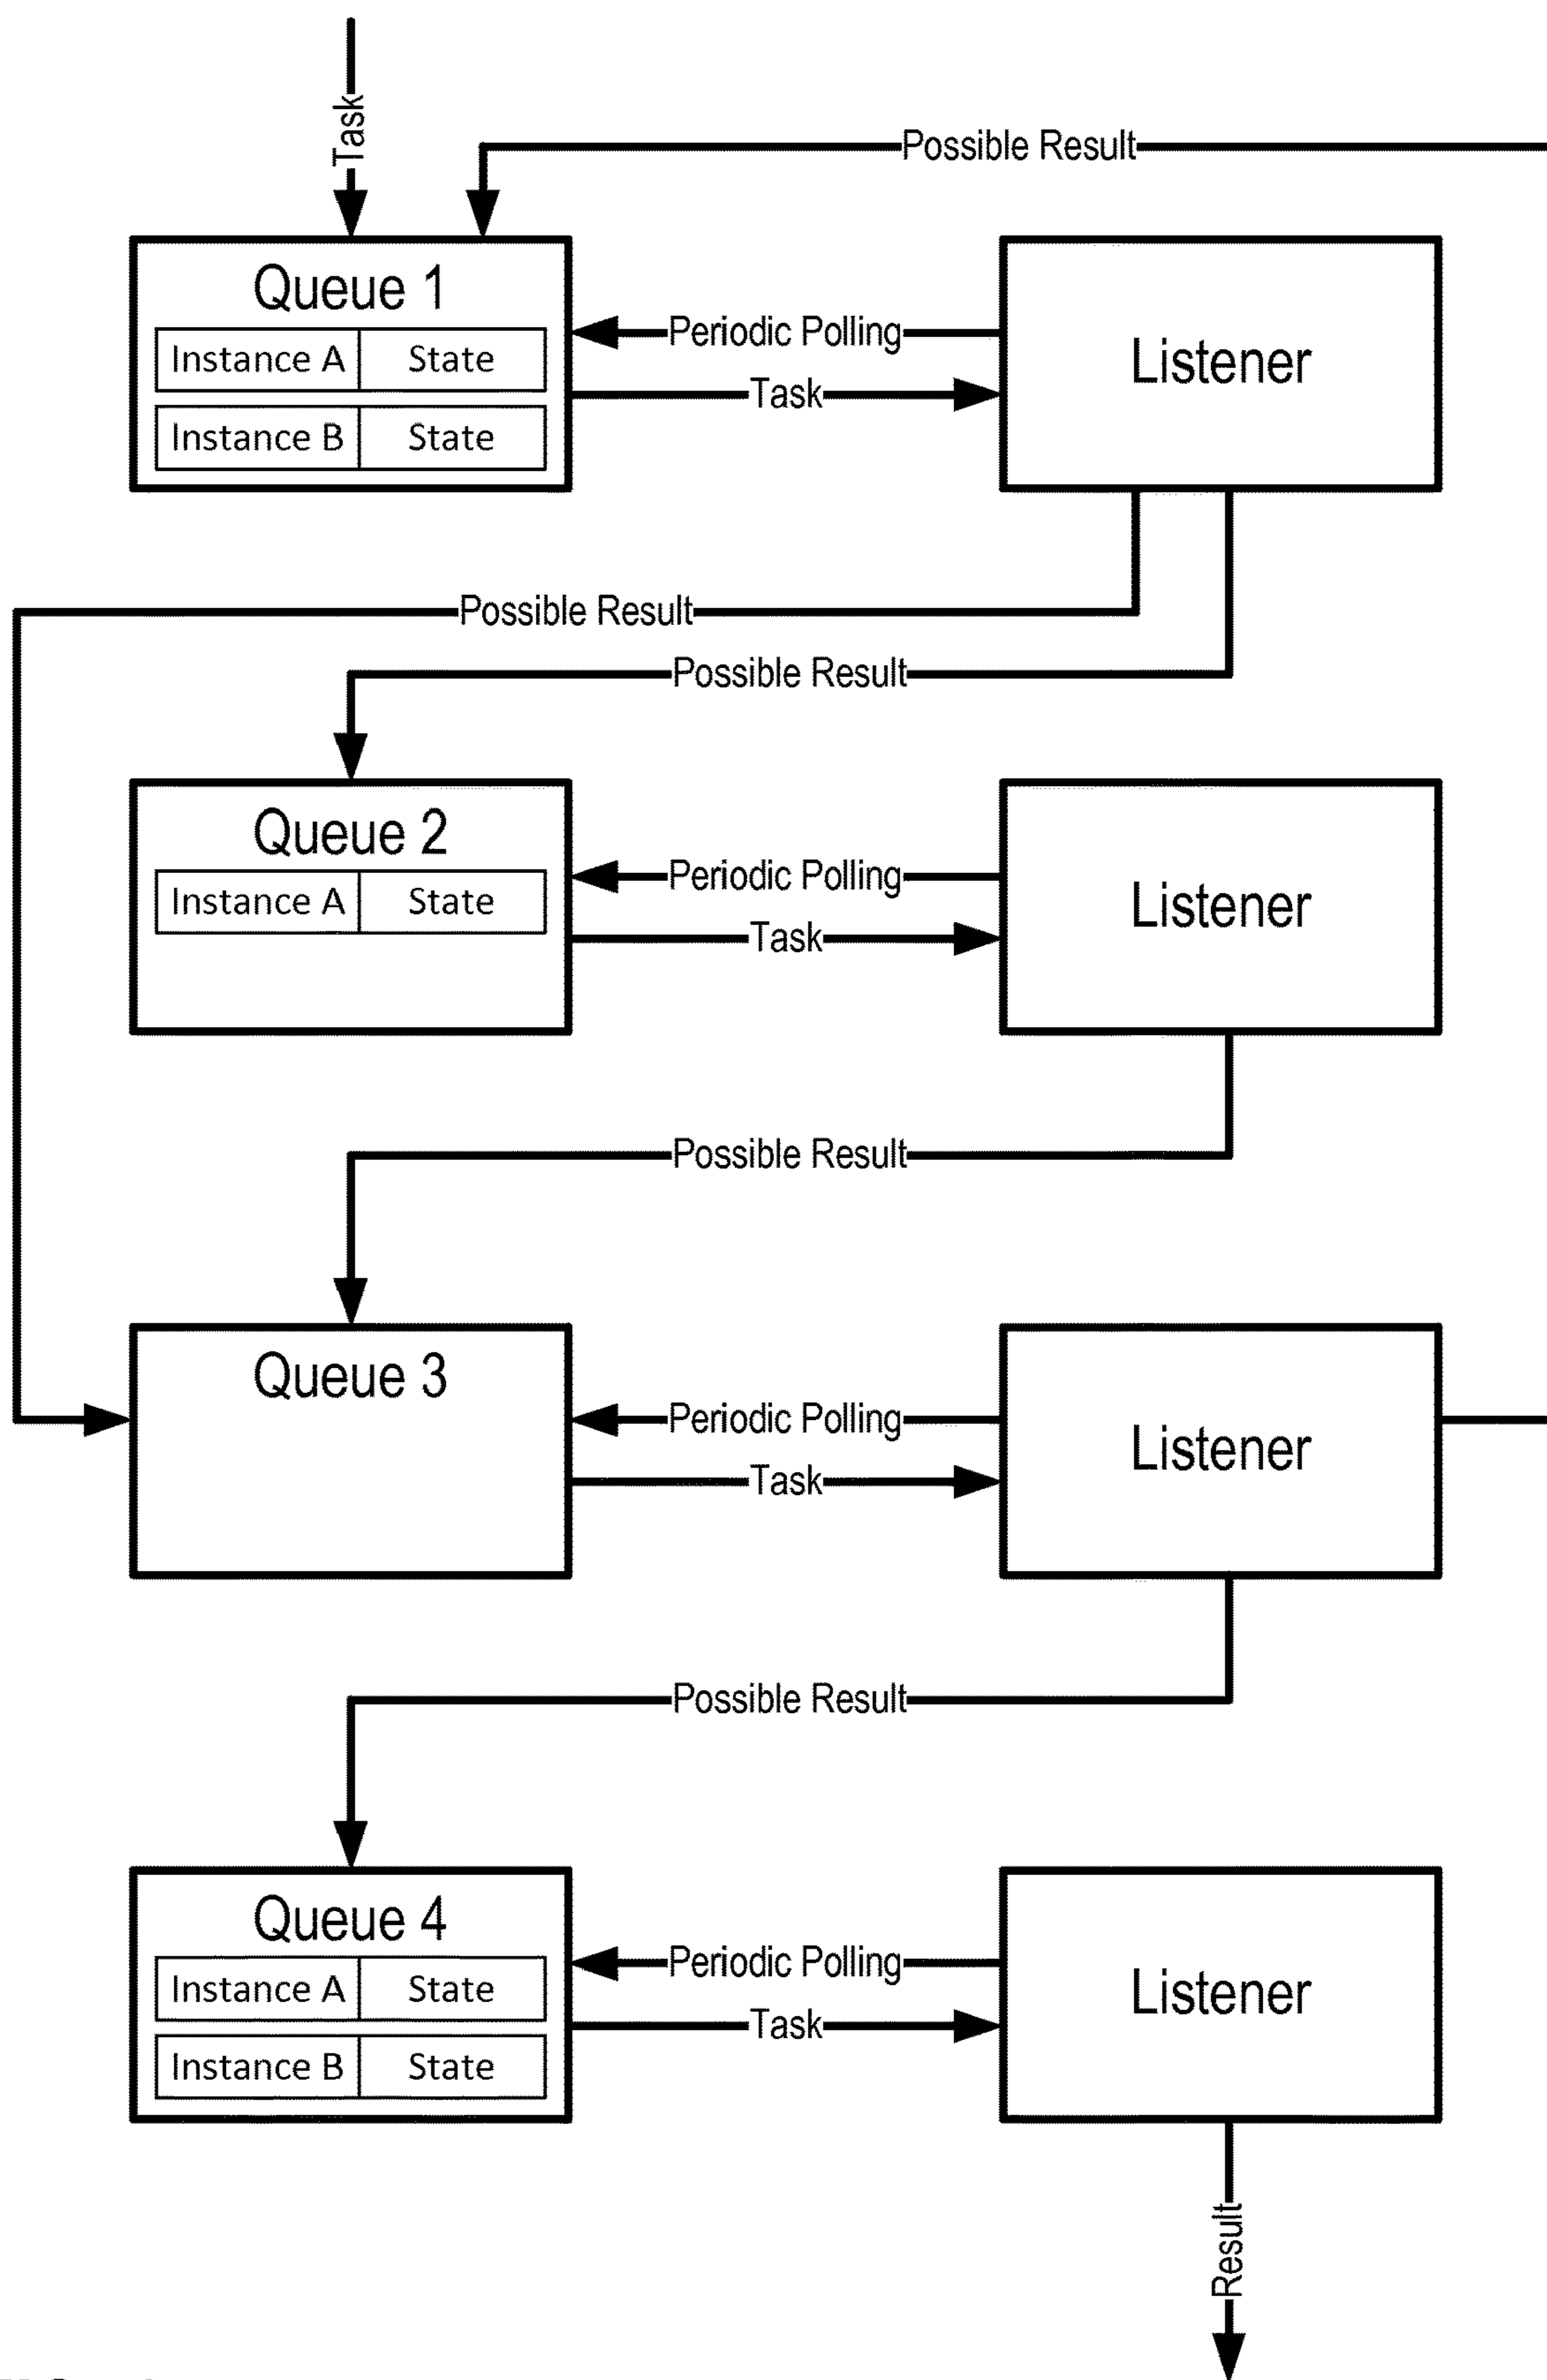 Task
Possible Result
Queue 1
Instance A State
Instance B State
Periodic Polling
Task
Listener
Possible Result
Possible Result
Queue 2
Instance A State
Periodic Polling
Task
Listener
Possible Result
Queue 3
Periodic Polling
Task
Listener
Possible Result
Queue 4
Instance A State
Instance B State
Periodic Polling
Task
Listener
Result